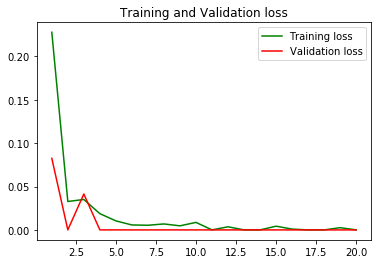 Training and Validation loss
Training loss
Validation loss
0.20
0.15
0.10
0.05
0.00
2.5 5.0 7.5 10.0 12.5 15.0 17.5 20.0